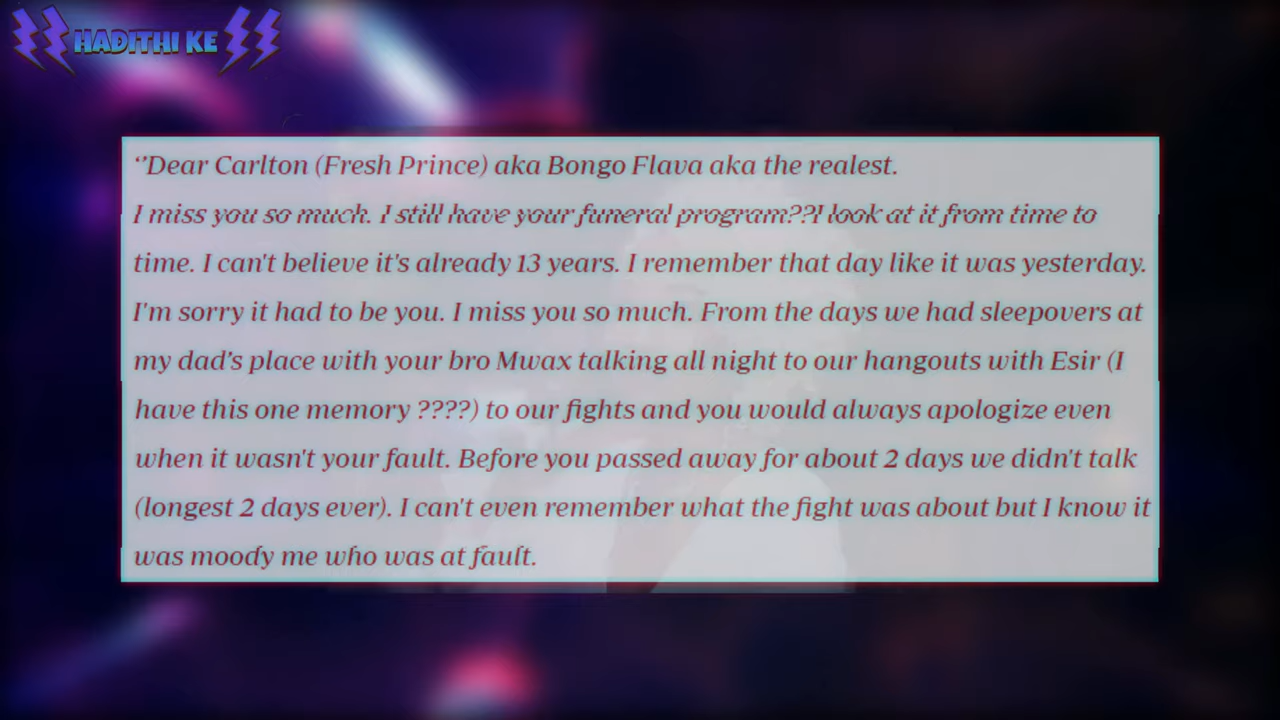 HADITHI KE
‘’Dear Carlton (Fresh Prince) aka Bongo Flava aka the realest.
I miss you so much. I still have your funeral program??I look at it from time to
time. I can't believe it's already 13 years. I remember that day like it was yesterday.
I'm sorry it had to be you. I miss you so much. From the days we had sleepovers at
my dad’s place with your bro Mwax talking all night to our hangouts with Esir (I
have this one memory ????) to our fights and you would always apologize even
when it wasn't your fault. Before you passed away for about 2 days we didn't talk
(longest 2 days ever). I can't even remember what the fight was about but I know it
was moody me who was at fault.